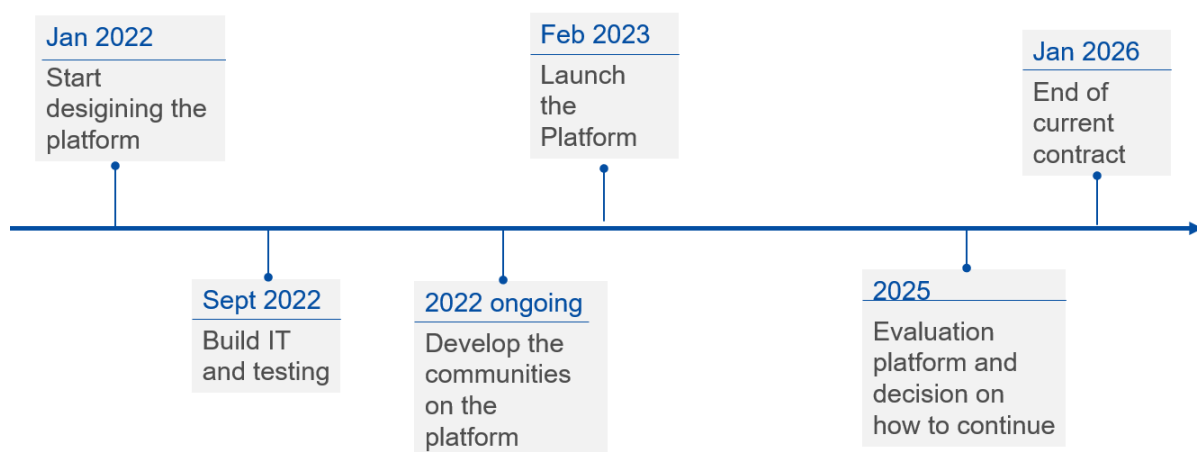 Jan 2022
Start
desigining the
platform
Sept 2022
Build IT
and testing
2022 ongoing
Develop the
communities
on the
platform
Feb 2023
Launch
the
Platform
2025
Evaluation
platform and
decision on
how to continue
Jan 2026
End of
current
contract